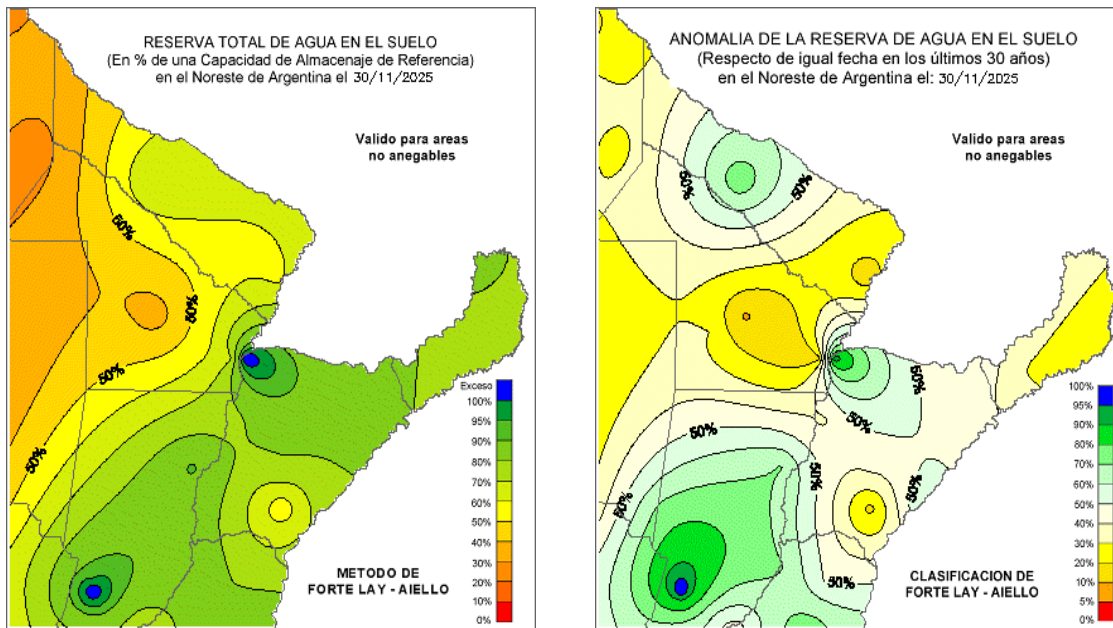 RESERVA TOTAL DE AGUA EN EL SUELO
(En % de una Capacidad de Almacenaje de Referencia)
en el Noreste de Argentina el 30/11/2025
Valido para areas
no anegables
50%
50%
50%
50%
Exceso
100%
95%
90%
80%
70%
60%
50%
40%
30%
20%
10%
0%
METODO DE
FORTE LAY - AIELLO
ANOMALIA DE LA RESERVA DE AGUA EN EL SUELO
(Respecto de igual fecha en los últimos 30 años)
en el Noreste de Argentina el: 30/11/2025
Valido para areas
no anegables
50%
50%
50%
50%
50%
50%
50%
50%
100%
95%
90%
80%
70%
60%
50%
40%
30%
20%
10%
5%
0%
CLASIFICACION DE
FORTE LAY - AIELLO